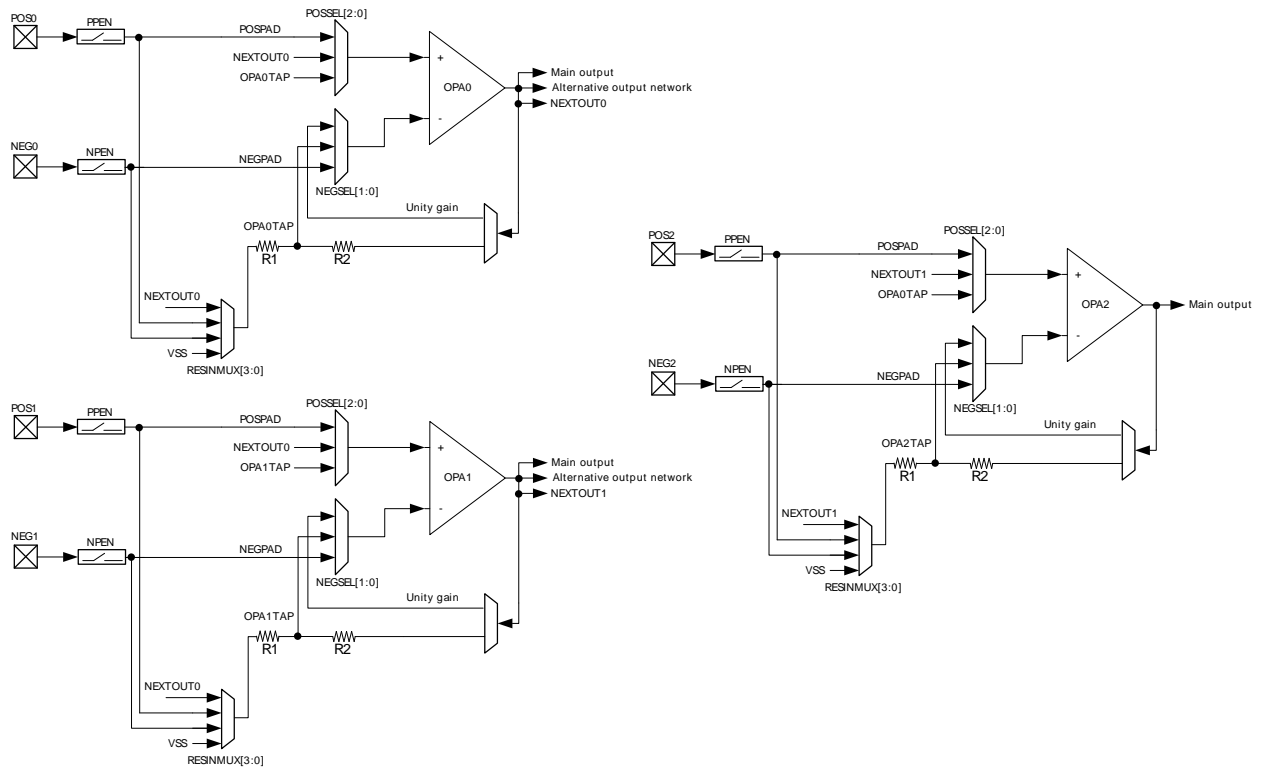 POS0
PPEN
POSPAD
POSSEL[2:0]
NEXTOUT0
OPA0TAP
+
OPA0
-
Main output
Alternative output network
NEXTOUT0
NEG0
NPEN
NEGPAD
NEGSEL[1:0]
Unity gain
OPA0TAP
R1
R2
NEXTOUT0
VSS
RESINMUX[3:0]
POS1
PPEN
POSPAD
POSSEL[2:0]
NEXTOUT0
OPA1TAP
+
OPA1
-
Main output
Alternative output network
NEXTOUT1
NEG1
NPEN
NEGPAD
NEGSEL[1:0]
Unity gain
OPA1TAP
R1
R2
NEXTOUT0
VSS
RESINMUX[3:0]
POS2
PPEN
POSPAD
POSSEL[2:0]
NEXTOUT1
OPA0TAP
+
OPA2
-
Main output
NEG2
NPEN
NEGPAD
NEGSEL[1:0]
Unity gain
OPA2TAP
R1
R2
NEXTOUT1
VSS
RESINMUX[3:0]